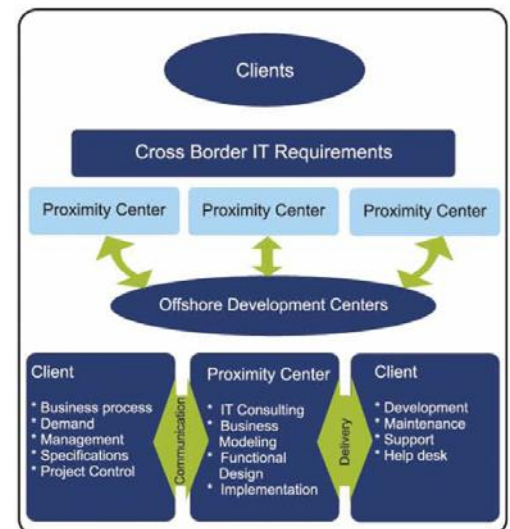 Clients
Cross Border IT Requirements
Proximity Center
Proximity Center
Proximity Center
Offshore Development Centers
Client
* Business process
* Demand
* Management
* Specifications
* Project Control
Communication
Proximity Center
* IT Consulting
* Business
Modeling
* Functional
Design
* Implementation
Delivery
Client
* Development
* Maintenance
* Support
* Help desk